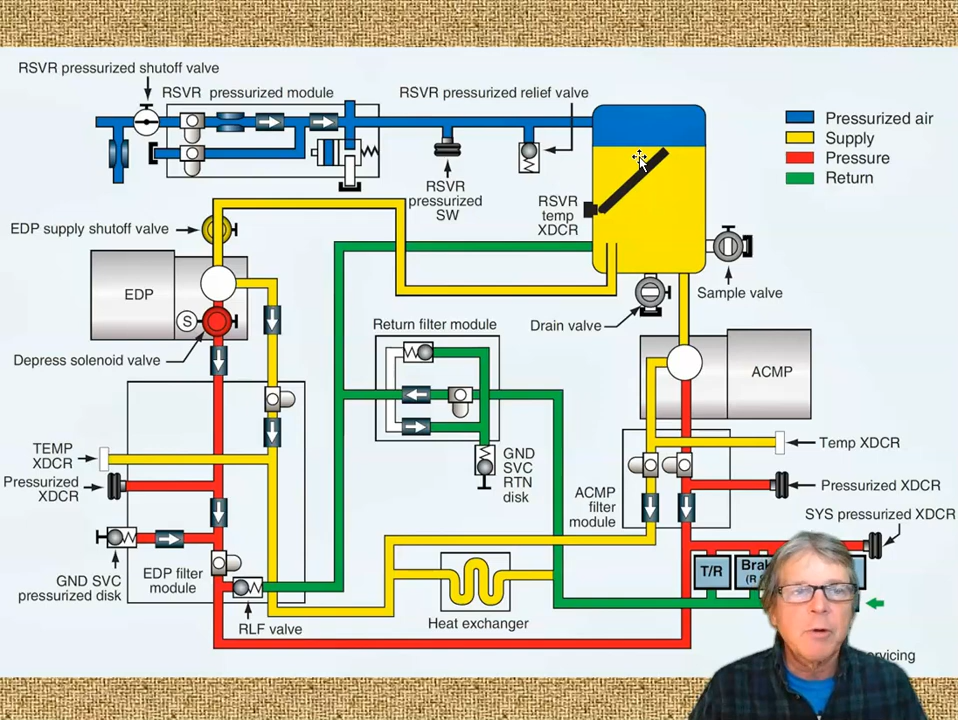 RSVR pressurized shutoff valve
RSVR pressurized module
RSVR pressurized relief valve
Pressurized air
Supply
Pressure
Return
RSVR
pressurized
SW
RSVR
temp
XDCR
EDP supply shutoff valve
EDP
S
Depress solenoid valve
Sample valve
Drain valve
Return filter module
ACMP
TEMP
XDCR
Pressurized
XDCR
GND
SVC
RTN
disk
ACMP
filter
module
Temp XDCR
Pressurized XDCR
SYS pressurized XDCR
GND SVC
pressurized disk
EDP filter
module
RLF valve
Heat exchanger
T/R